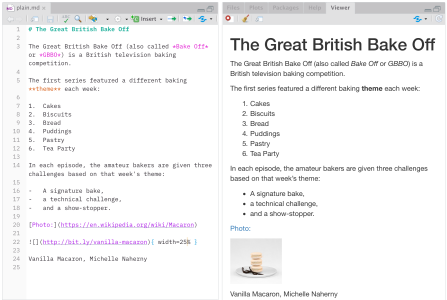 plain.md
Insert
1 # The Great British Bake Off
2
3 The Great British Bake Off (also called *Bake Off*
or *GBBO*) is a British television baking
competition.
4
5 The first series featured a different baking
**theme** each week:
6
7 1. Cakes
8 2. Biscuits
9 3. Bread
10 4. Puddings
11 5. Pastry
12 6. Tea Party
13
14 In each episode, the amateur bakers are given three
challenges based on that week's theme:
15
16 - A signature bake,
17 - a technical challenge,
18 - and a show-stopper.
19
20 [Photo:](https://en.wikipedia.org/wiki/Macaron)
21
22 ![](http://bit.ly/vanilla-macaron){ width=25% }
23
24 Vanilla Macaron, Michelle Naherny
25
Files Plots Packages Help Viewer
The Great British Bake Off
The Great British Bake Off (also called Bake Off or GBBO) is a
British television baking competition.
The first series featured a different baking theme each week:
1. Cakes
2. Biscuits
3. Bread
4. Puddings
5. Pastry
6. Tea Party
In each episode, the amateur bakers are given three challenges
based on that week's theme:
• A signature bake,
• a technical challenge,
• and a show-stopper.
Photo:
Vanilla Macaron, Michelle Naherny